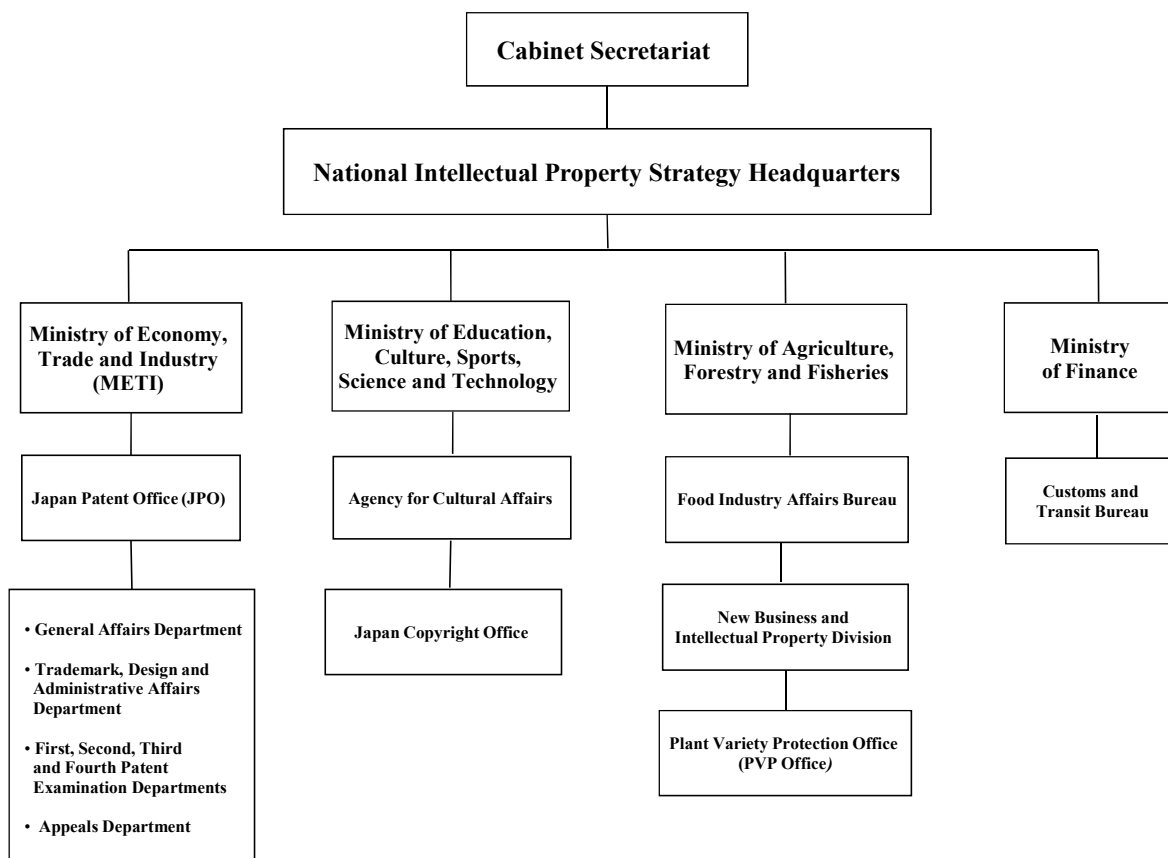 Cabinet Secretariat
National Intellectual Property Strategy Headquarters
Ministry of Economy,
Trade and Industry
(METI)
Ministry of Education,
Culture, Sports,
Science and Technology
Ministry of Agriculture,
Forestry and Fisheries
Ministry
of Finance
Japan Patent Office (JPO)
Agency for Cultural Affairs
Food Industry Affairs Bureau
Customs and
Transit Bureau
• General Affairs Department
• Trademark, Design and
Administrative Affairs
Department
• First, Second, Third
and Fourth Patent
Examination Departments
• Appeals Department
Japan Copyright Office
New Business and
Intellectual Property Division
Plant Variety Protection Office
(PVP Office)